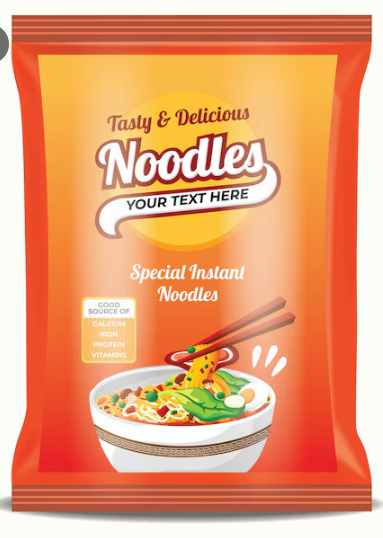 Tasty & Delicious
Noodles
YOUR TEXT HERE
Special Instant
Noodles
GOOD
SOURCE OF
CALCIUM
IRON
PROTEIN
VITAMINS